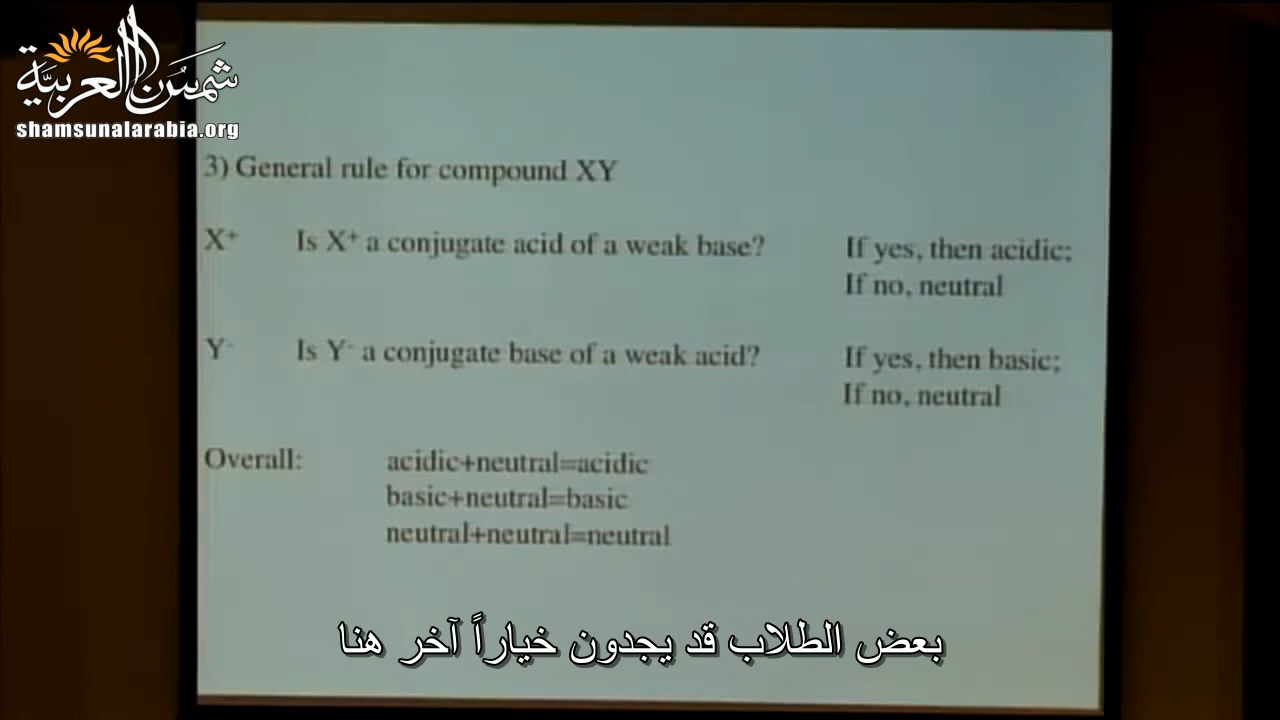 شمسُنا العربيّة
shamsunalarabia.org
3) General rule for compound XY
X⁺ Is X⁺ a conjugate acid of a weak base? If yes, then acidic;
If no, neutral
Y⁻ Is Y⁻ a conjugate base of a weak acid? If yes, then basic;
If no, neutral
Overall: acidic+neutral=acidic
basic+neutral=basic
neutral+neutral=neutral
بعض الطلاب قد يجدون خياراً آخر هنا